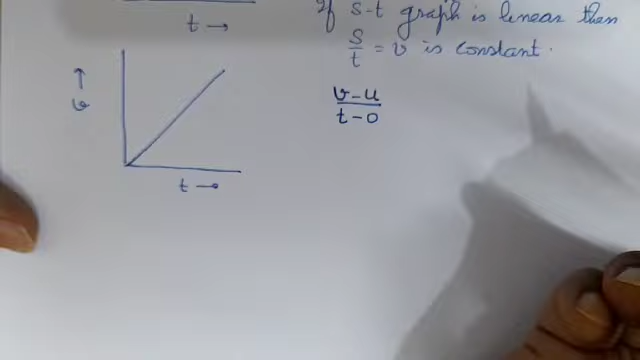 t →
If s-t graph is linear then
s/t = v is constant.
↑
v
v-u
t-0
t →